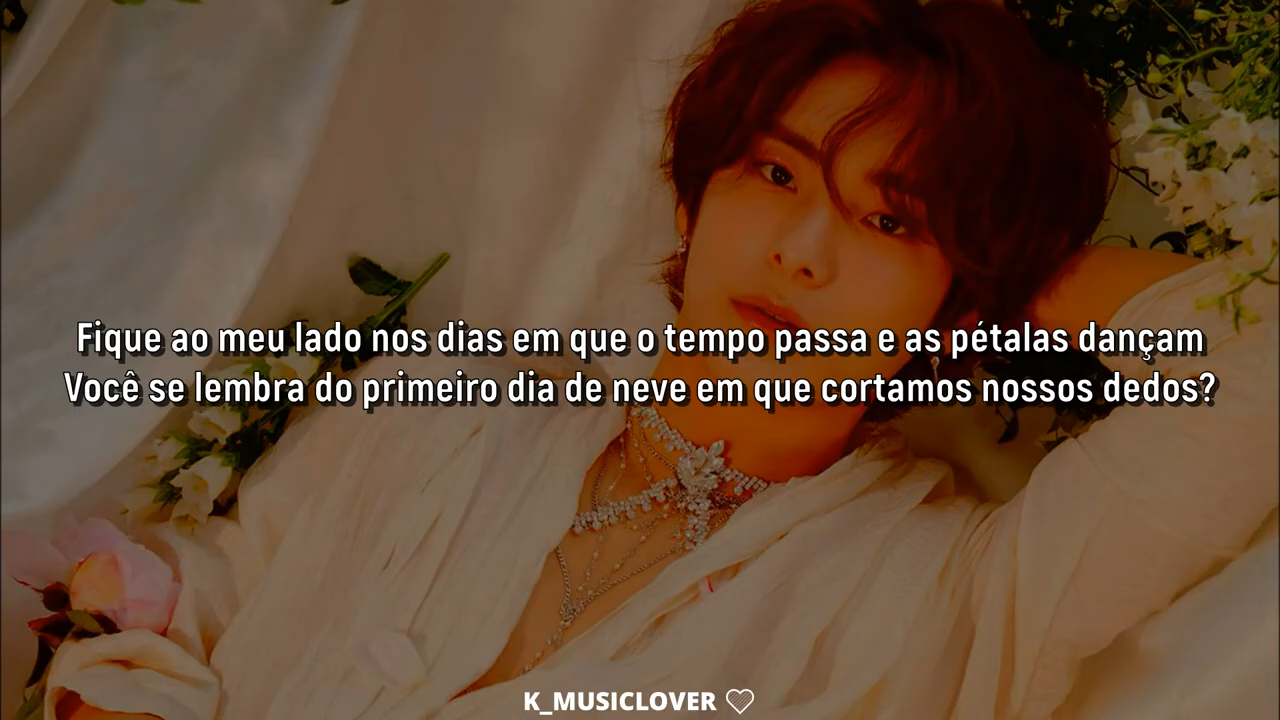 Fique ao meu lado nos dias em que o tempo passa e as pétalas dançam
Você se lembra do primeiro dia de neve em que cortamos nossos dedos?
K_MUSICLOVER ♡